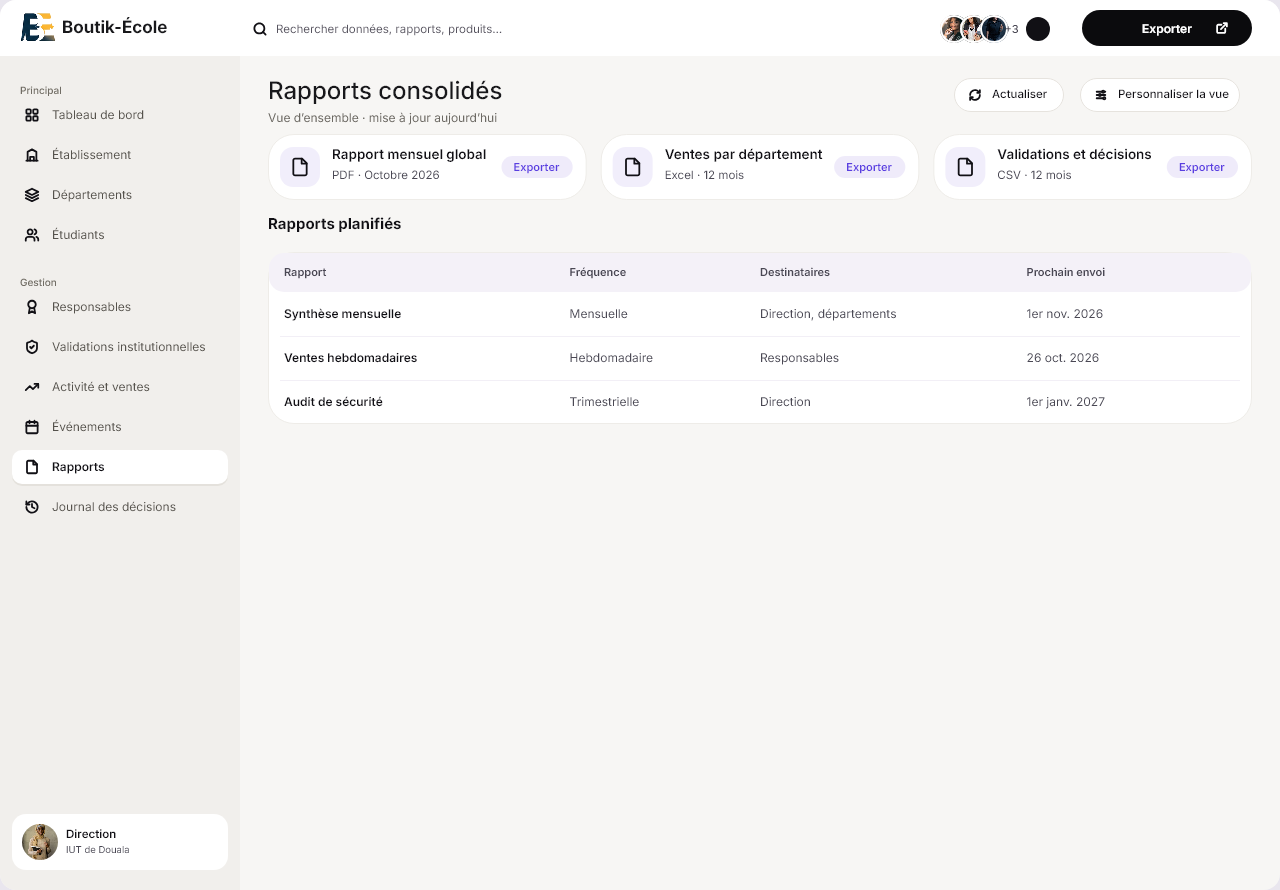 Boutik-École
Rechercher données, rapports, produits...
+3
Exporter
Principal
Tableau de bord
Établissement
Départements
Étudiants
Gestion
Responsables
Validations institutionnelles
Activité et ventes
Événements
Rapports
Journal des décisions
Direction
IUT de Douala
Rapports consolidés
Vue d’ensemble · mise à jour aujourd’hui
Actualiser
Personnaliser la vue
Rapport mensuel global
PDF · Octobre 2026
Exporter
Ventes par département
Excel · 12 mois
Exporter
Validations et décisions
CSV · 12 mois
Exporter
Rapports planifiés
Rapport Fréquence Destinataires Prochain envoi
Synthèse mensuelle Mensuelle Direction, départements 1er nov. 2026
Ventes hebdomadaires Hebdomadaire Responsables 26 oct. 2026
Audit de sécurité Trimestrielle Direction 1er janv. 2027